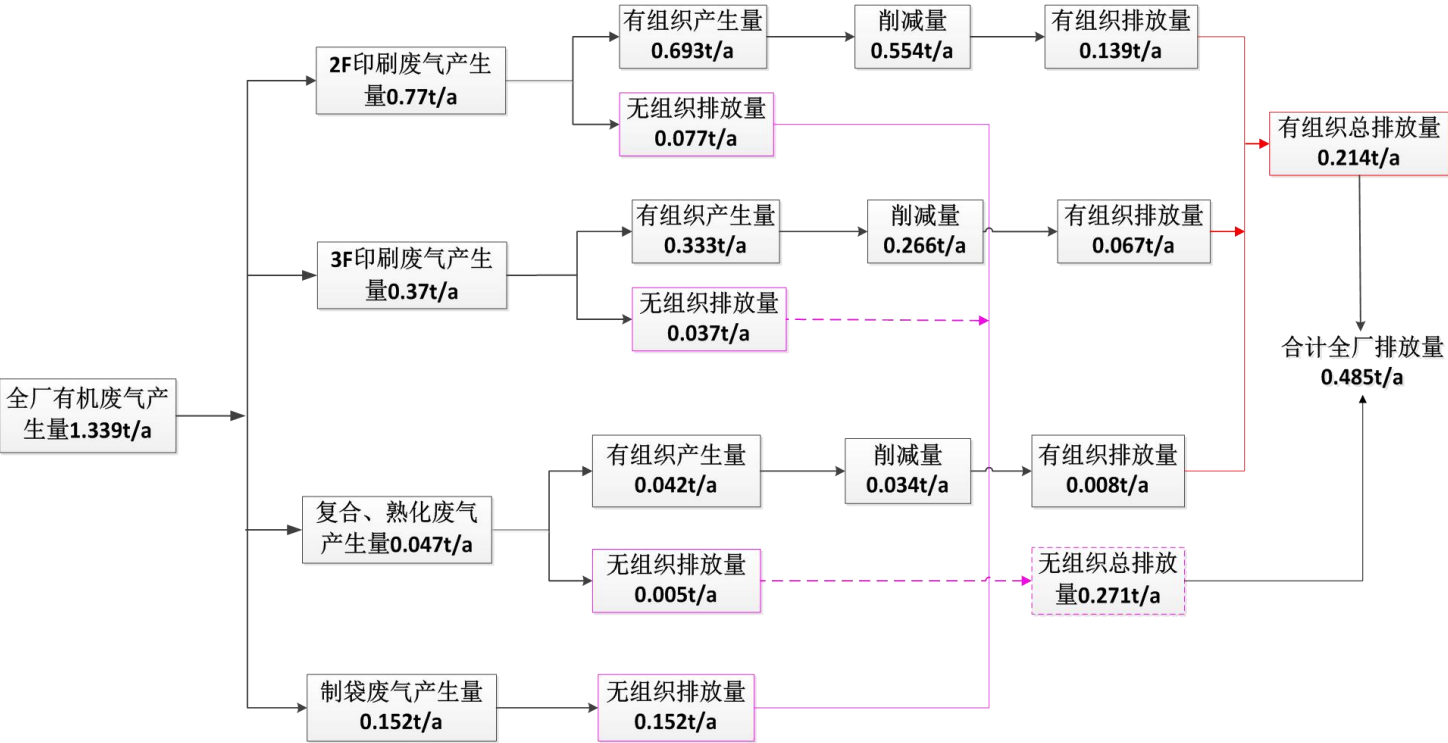 有组织产生量
0.693t/a
削减量
0.554t/a
有组织排放量
0.139t/a
2F印刷废气产生
量0.77t/a
无组织排放量
0.077t/a
有组织总排放量
0.214t/a
有组织产生量
0.333t/a
削减量
0.266t/a
有组织排放量
0.067t/a
3F印刷废气产生
量0.37t/a
无组织排放量
0.037t/a
合计全厂排放量
0.485t/a
全厂有机废气产
生量1.339t/a
有组织产生量
0.042t/a
削减量
0.034t/a
有组织排放量
0.008t/a
复合、熟化废气
产生量0.047t/a
无组织排放量
0.005t/a
无组织总排放
量0.271t/a
制袋废气产生量
0.152t/a
无组织排放量
0.152t/a